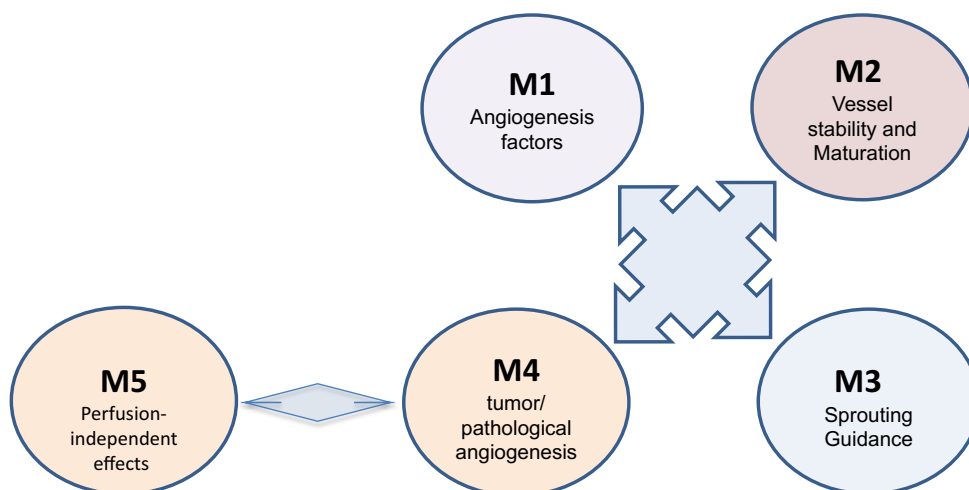 M1
Angiogenesis
factors
M2
Vessel
stability and
Maturation
M5
Perfusion-
independent
effects
M4
tumor/
pathological
angiogenesis
M3
Sprouting
Guidance